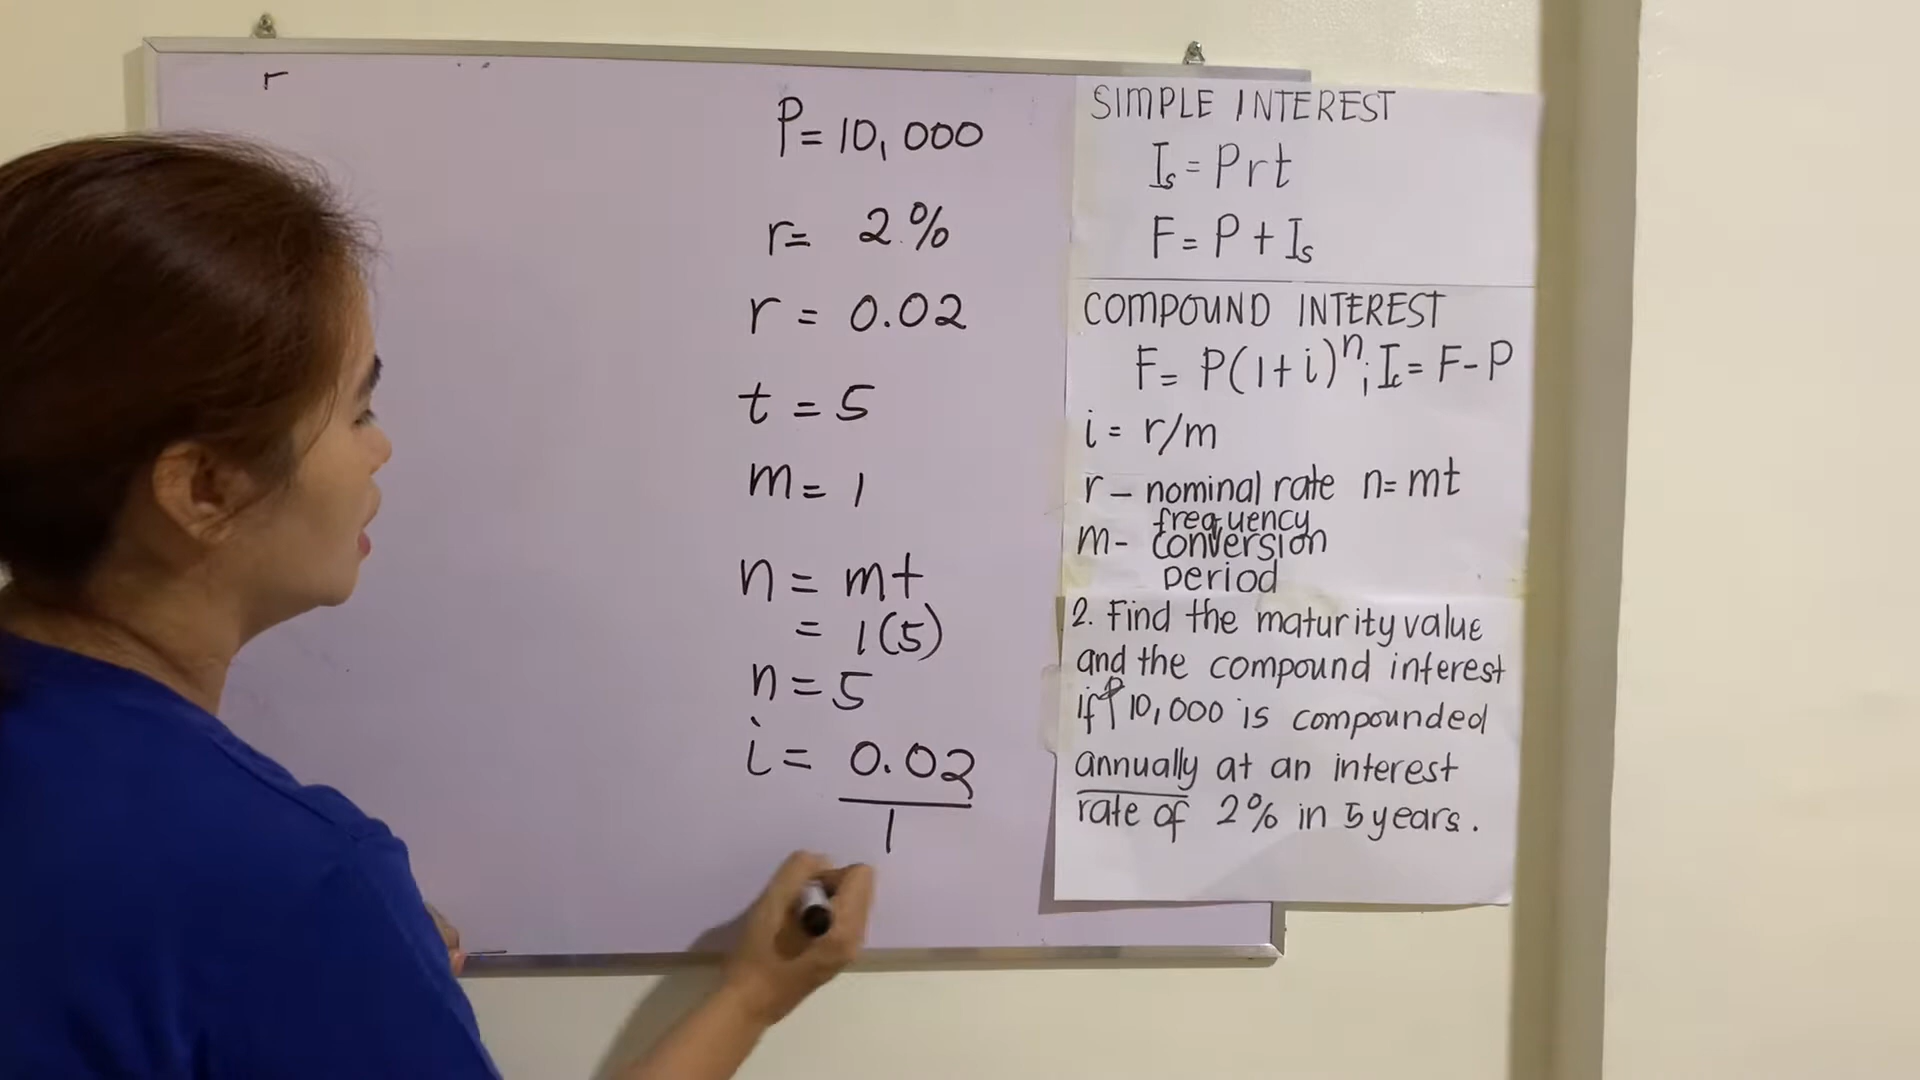 r
P = 10,000
r = 2%
r = 0.02
t = 5
m = 1
n = mt
= 1(5)
n = 5
i = 0.02
1
SIMPLE INTEREST
Is = Prt
F = P + Is
COMPOUND INTEREST
F = P(1+i)^n; Ic = F - P
i = r/m
r - nominal rate n = mt
frequency
m- conversion
period
2. Find the maturity value
and the compound interest
if ₱10,000 is compounded
annually at an interest
rate of 2% in 5 years.